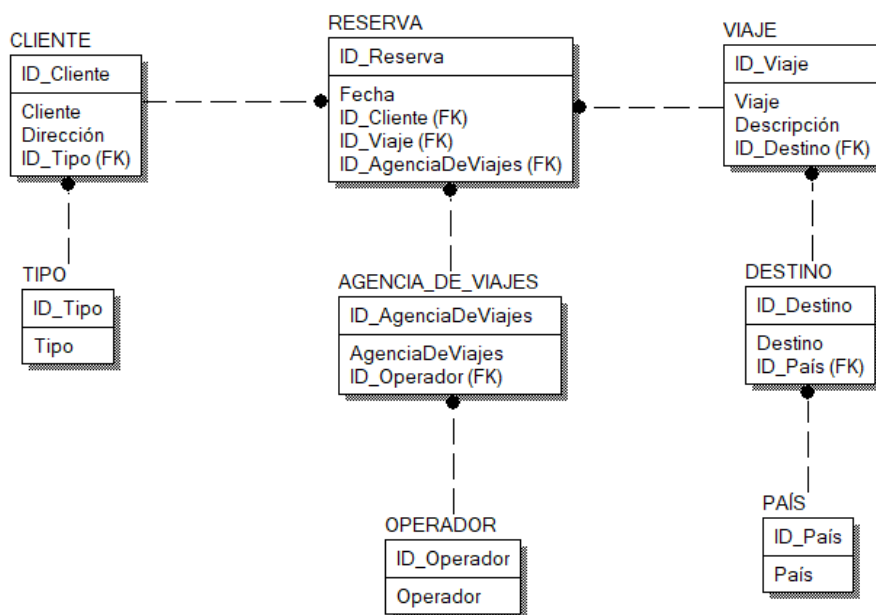 CLIENTE
ID_Cliente
Cliente
Dirección
ID_Tipo (FK)
RESERVA
ID_Reserva
Fecha
ID_Cliente (FK)
ID_Viaje (FK)
ID_AgenciaDeViajes (FK)
VIAJE
ID_Viaje
Viaje
Descripción
ID_Destino (FK)
TIPO
ID_Tipo
Tipo
AGENCIA_DE_VIAJES
ID_AgenciaDeViajes
AgenciaDeViajes
ID_Operador (FK)
DESTINO
ID_Destino
Destino
ID_País (FK)
OPERADOR
ID_Operador
Operador
PAÍS
ID_País
País